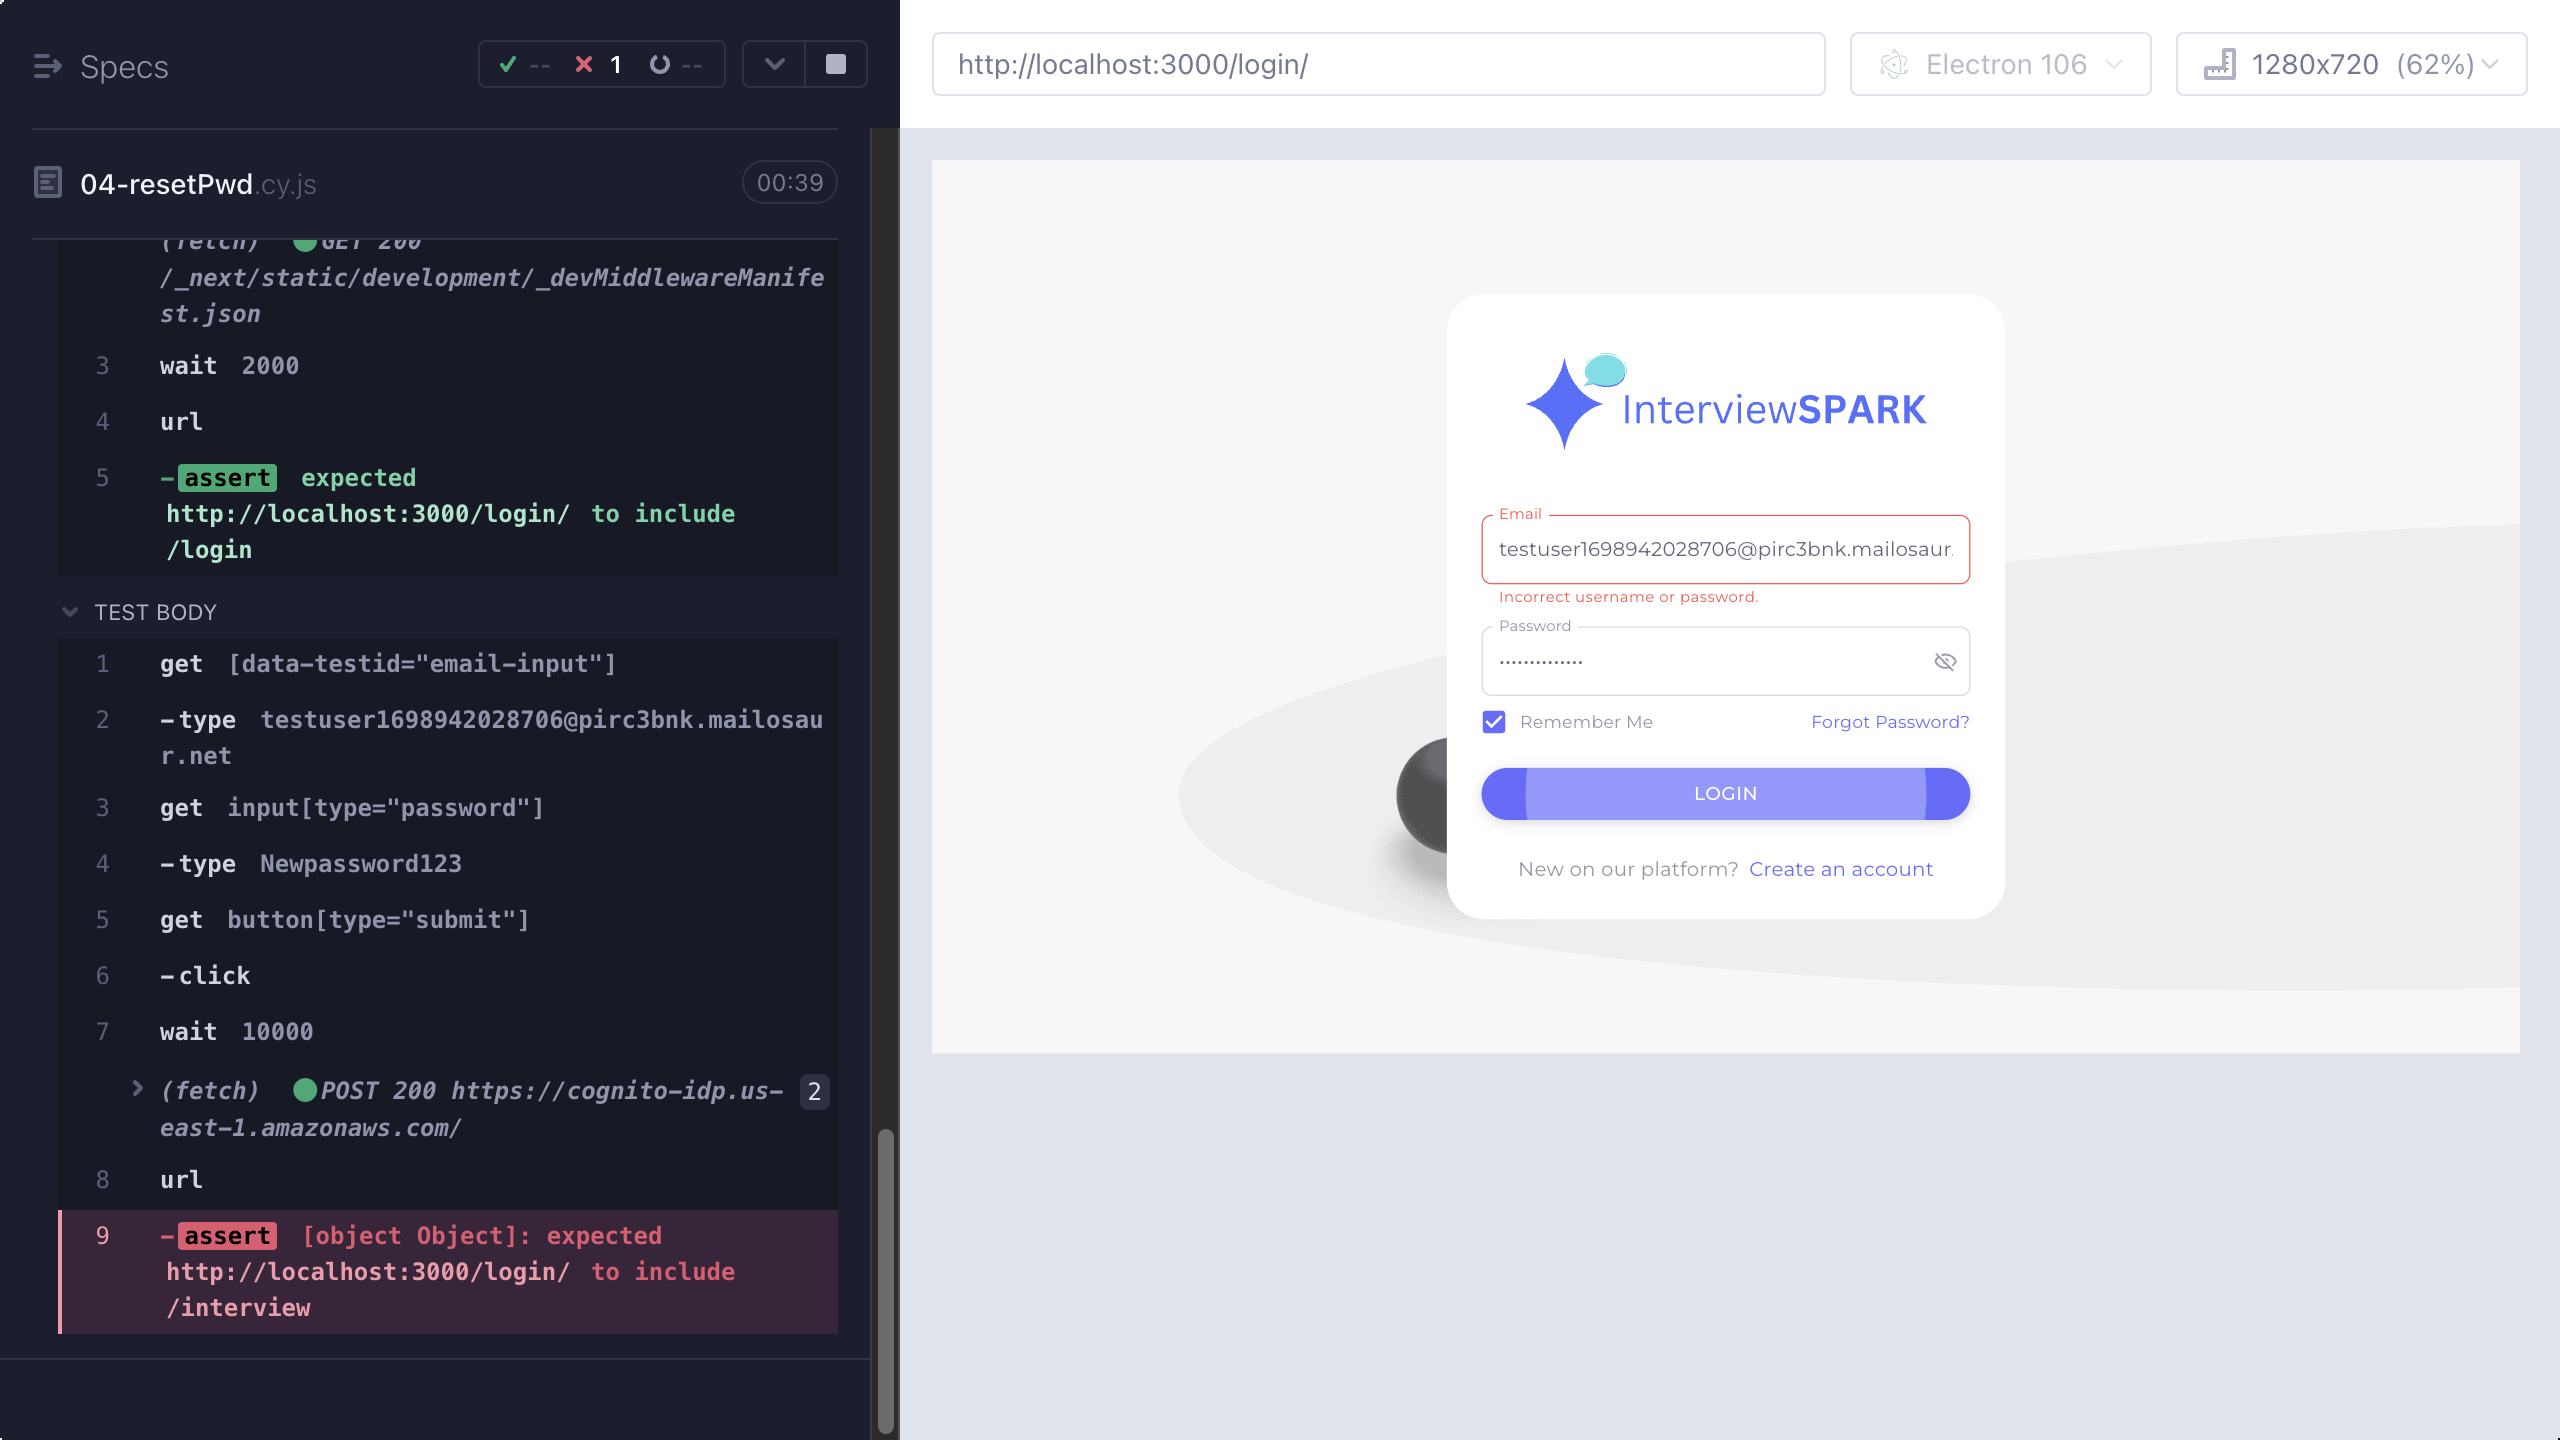 Specs
-- 1 --
04-resetPwd.cy.js 00:39
(fetch) GET 200
/_next/static/development/_devMiddlewareManife
st.json
3 wait 2000
4 url
5 -assert expected
http://localhost:3000/login/ to include
/login
TEST BODY
1 get [data-testid="email-input"]
2 -type testuser1698942028706@pirc3bnk.mailosau
r.net
3 get input[type="password"]
4 -type Newpassword123
5 get button[type="submit"]
6 -click
7 wait 10000
(fetch) POST 200 https://cognito-idp.us- 2
east-1.amazonaws.com/
8 url
9 -assert [object Object]: expected
http://localhost:3000/login/ to include
/interview
http://localhost:3000/login/
Electron 106
1280x720 (62%)
InterviewSPARK
Email
testuser1698942028706@pirc3bnk.mailosaur.
Incorrect username or password.
Password
Remember Me Forgot Password?
LOGIN
New on our platform? Create an account